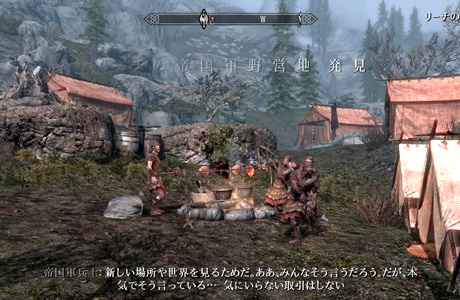 W
リーチの
の帝国軍野営地 発見
帝国軍兵士: 新しい場所や世界を見るためだ。ああ、みんなそう言うだろう。だが、本
気でそう言っている… 気にいらない取引はしない